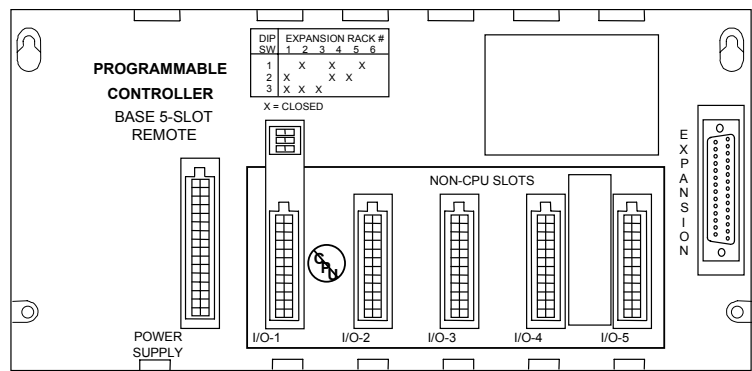 DIP EXPANSION RACK #
SW 1 2 3 4 5 6
1 X X X
2 X X X
3 X X X
X = CLOSED
PROGRAMMABLE
CONTROLLER
BASE 5-SLOT
REMOTE
EXPANSION
NON-CPU SLOTS
CPU
POWER
SUPPLY
I/O-1
I/O-2
I/O-3
I/O-4
I/O-5